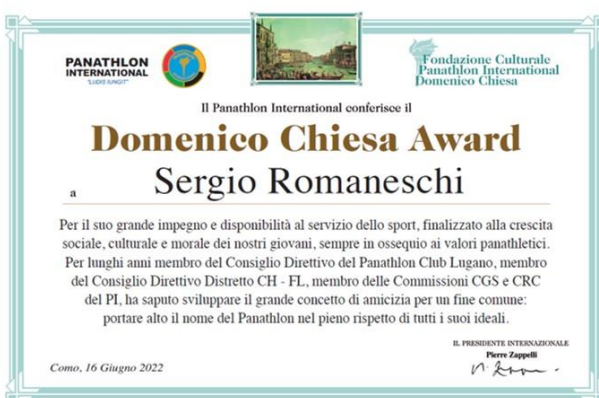 PANATHLON
INTERNATIONAL
"LUDIS IUNGIT"
Fondazione Culturale
Panathlon International
Domenico Chiesa
Il Panathlon International conferisce il
Domenico Chiesa Award
a Sergio Romaneschi
Per il suo grande impegno e disponibilità al servizio dello sport, finalizzato alla crescita
sociale, culturale e morale dei nostri giovani, sempre in ossequio ai valori panathletici.
Per lunghi anni membro del Consiglio Direttivo del Panathlon Club Lugano, membro
del Consiglio Direttivo Distretto CH - FL, membro delle Commissioni CGS e CRC
del PI, ha saputo sviluppare il grande concetto di amicizia per un fine comune:
portare alto il nome del Panathlon nel pieno rispetto di tutti i suoi ideali.
IL PRESIDENTE INTERNAZIONALE
Pierre Zappelli
Como, 16 Giugno 2022